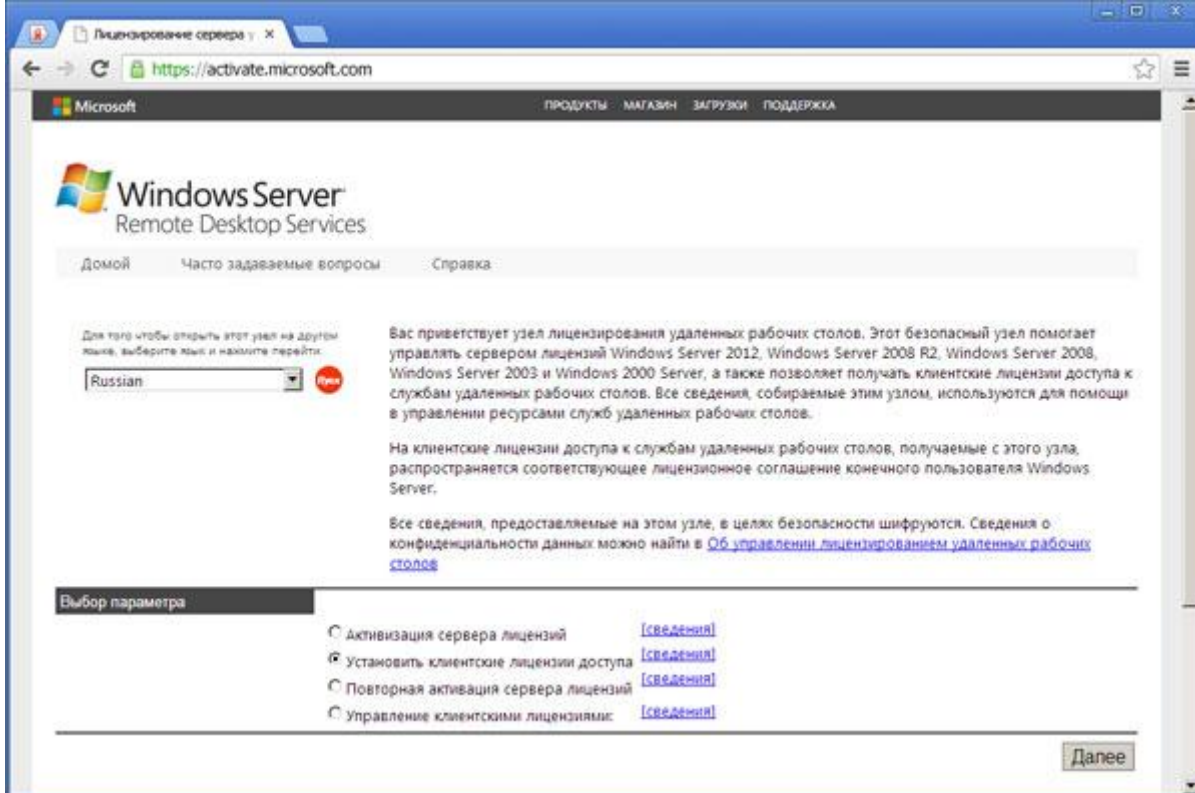 Лицензирование сервера у
https://activate.microsoft.com
Microsoft
ПРОДУКТЫ МАГАЗИН ЗАГРУЗКИ ПОДДЕРЖКА
Windows Server
Remote Desktop Services
Домой Часто задаваемые вопросы Справка
Для того чтобы открыть этот узел на другом
языке, выберите язык и нажмите перейти.
Russian
Пуск
Вас приветствует узел лицензирования удаленных рабочих столов. Этот безопасный узел помогает
управлять сервером лицензий Windows Server 2012, Windows Server 2008 R2, Windows Server 2008,
Windows Server 2003 и Windows 2000 Server, а также позволяет получать клиентские лицензии доступа к
службам удаленных рабочих столов. Все сведения, собираемые этим узлом, используются для помощи
в управлении ресурсами служб удаленных рабочих столов.
На клиентские лицензии доступа к службам удаленных рабочих столов, получаемые с этого узла,
распространяется соответствующее лицензионное соглашение конечного пользователя Windows
Server.
Все сведения, предоставляемые на этом узле, в целях безопасности шифруются. Сведения о
конфиденциальности данных можно найти в Об управлении лицензированием удаленных рабочих
столов
Выбор параметра
Активизация сервера лицензий [сведения]
Установить клиентские лицензии доступа [сведения]
Повторная активация сервера лицензий [сведения]
Управление клиентскими лицензиями: [сведения]
Далее